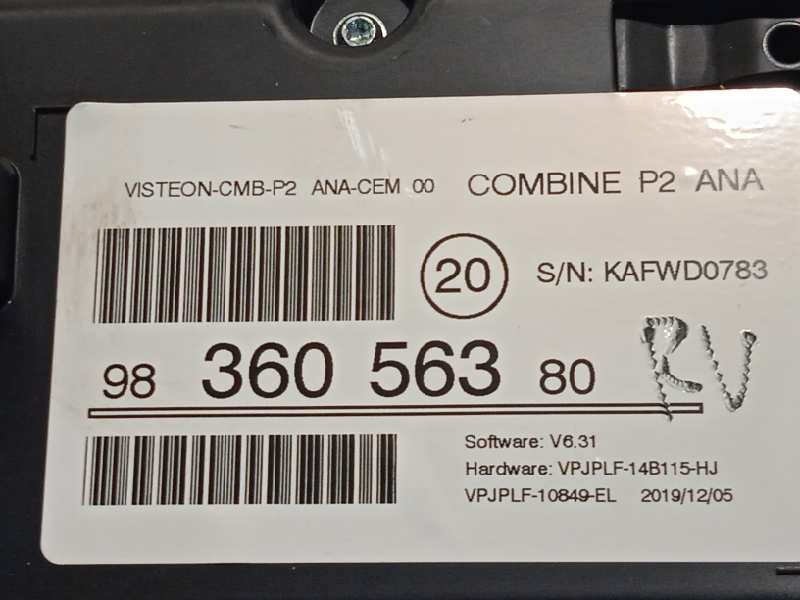 VISTEON-CMB-P2 ANA-CEM 00 COMBINE P2 ANA
20 S/N: KAFWD0783
98 360 563 80
RV
Software: V6.31
Hardware: VPJPLF-14B115-HJ
VPJPLF-10849-EL 2019/12/05